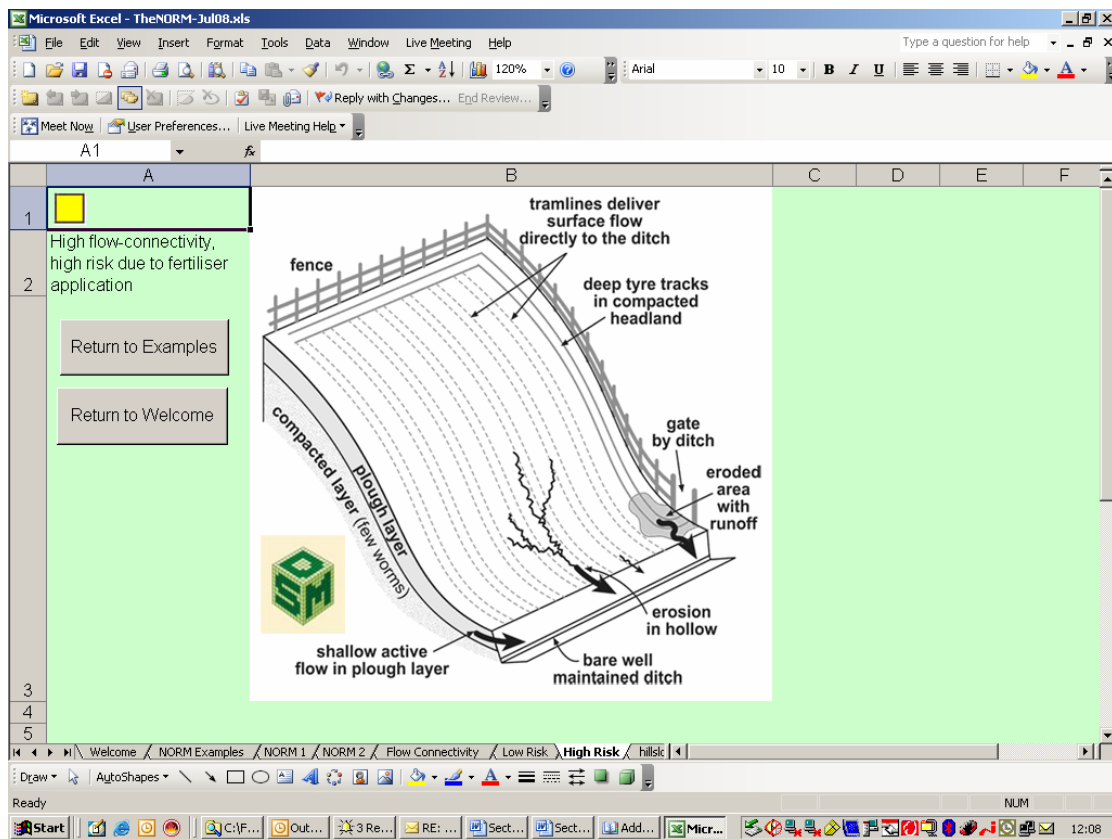 Microsoft Excel - TheNORM-Jul08.xls
File Edit View Insert Format Tools Data Window Live Meeting Help
Type a question for help
120%
Arial
10
B I U
Reply with Changes... End Review...
Meet Now User Preferences... Live Meeting Help
A1
fx
A B C D E F
1
2
3
4
5
High flow-connectivity,
high risk due to fertiliser
application
Return to Examples
Return to Welcome
tramlines deliver
surface flow
directly to the ditch
fence
deep tyre tracks
in compacted
headland
gate
by ditch
eroded
area
with
runoff
plough layer
compacted layer (few worms)
OSM
erosion
in hollow
shallow active
flow in plough layer
bare well
maintained ditch
Welcome NORM Examples NORM 1 NORM 2 Flow Connectivity Low Risk High Risk hillslo
Draw AutoShapes
Ready
NUM
Start C:\F... Out... 3 Re... RE: ... Sect... Sect... Add... Micr... 12:08